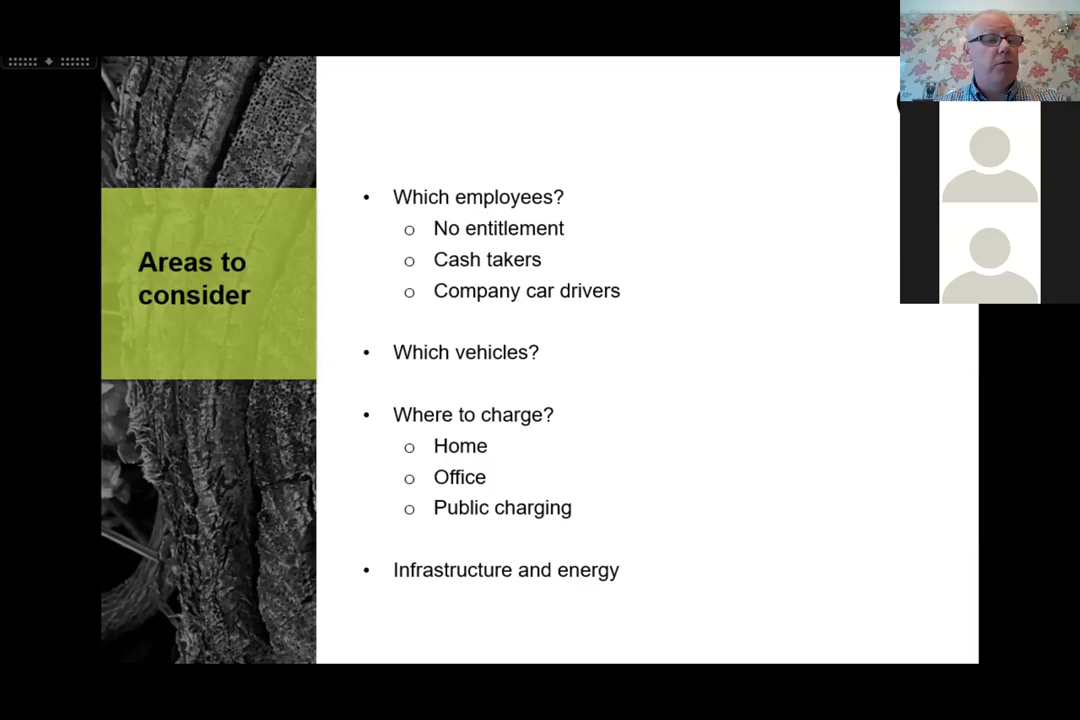 Areas to
consider
• Which employees?
o No entitlement
o Cash takers
o Company car drivers
• Which vehicles?
• Where to charge?
o Home
o Office
o Public charging
• Infrastructure and energy